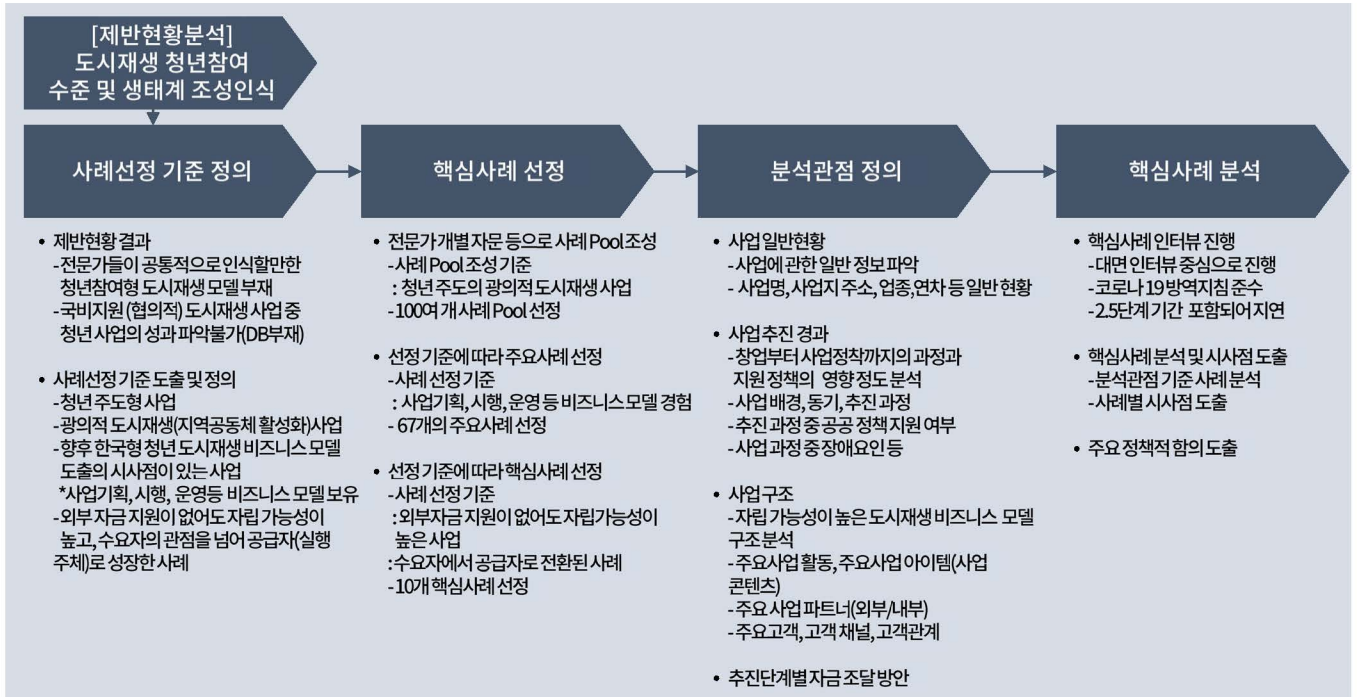 [제반현황분석]
도시재생 청년참여
수준 및 생태계 조성인식
사례선정 기준 정의
• 제반현황 결과
- 전문가들이 공통적으로 인식할만한
청년참여형 도시재생 모델 부재
- 국비지원 (협의적) 도시재생 사업 중
청년 사업의 성과 파악불가(DB부재)
• 사례선정 기준 도출 및 정의
- 청년 주도형 사업
- 광의적 도시재생(지역공동체 활성화)사업
- 향후 한국형 청년 도시재생 비즈니스 모델
도출의 시사점이 있는 사업
*사업기획, 시행, 운영등 비즈니스 모델 보유
- 외부 자금 지원이 없어도 자립 가능성이
높고, 수요자의 관점을 넘어 공급자(실행
주체)로 성장한 사례
핵심사례 선정
• 전문가 개별 자문 등으로 사례 Pool 조성
- 사례 Pool 조성 기준
: 청년 주도의 광의적 도시재생 사업
- 100여 개 사례 Pool 선정
• 선정 기준에 따라 주요사례 선정
- 사례 선정 기준
: 사업기획, 시행, 운영 등 비즈니스 모델 경험
- 67개의 주요사례 선정
• 선정 기준에 따라 핵심사례 선정
- 사례 선정 기준
: 외부자금 지원이 없어도 자립가능성이
높은 사업
: 수요자에서 공급자로 전환된 사례
- 10개 핵심사례 선정
분석관점 정의
• 사업 일반현황
- 사업에 관한 일반 정보 파악
- 사업명, 사업지 주소, 업종, 연차 등 일반 현황
• 사업 추진 경과
- 창업부터 사업정착까지의 과정과
지원 정책의 영향 정도 분석
- 사업 배경, 동기, 추진 과정
- 추진 과정 중 공공 정책 지원 여부
- 사업 과정 중 장애요인 등
• 사업 구조
- 자립 가능성이 높은 도시재생 비즈니스 모델
구조 분석
- 주요사업 활동, 주요사업 아이템(사업
콘텐츠)
- 주요 사업 파트너(외부/내부)
- 주요고객, 고객 채널, 고객관계
• 추진단계별 자금 조달 방안
핵심사례 분석
• 핵심사례 인터뷰 진행
- 대면 인터뷰 중심으로 진행
- 코로나 19 방역지침 준수
- 2.5단계 기간 포함되어 지연
• 핵심사례 분석 및 시사점 도출
- 분석관점 기준 사례 분석
- 사례별 시사점 도출
• 주요 정책적 함의 도출